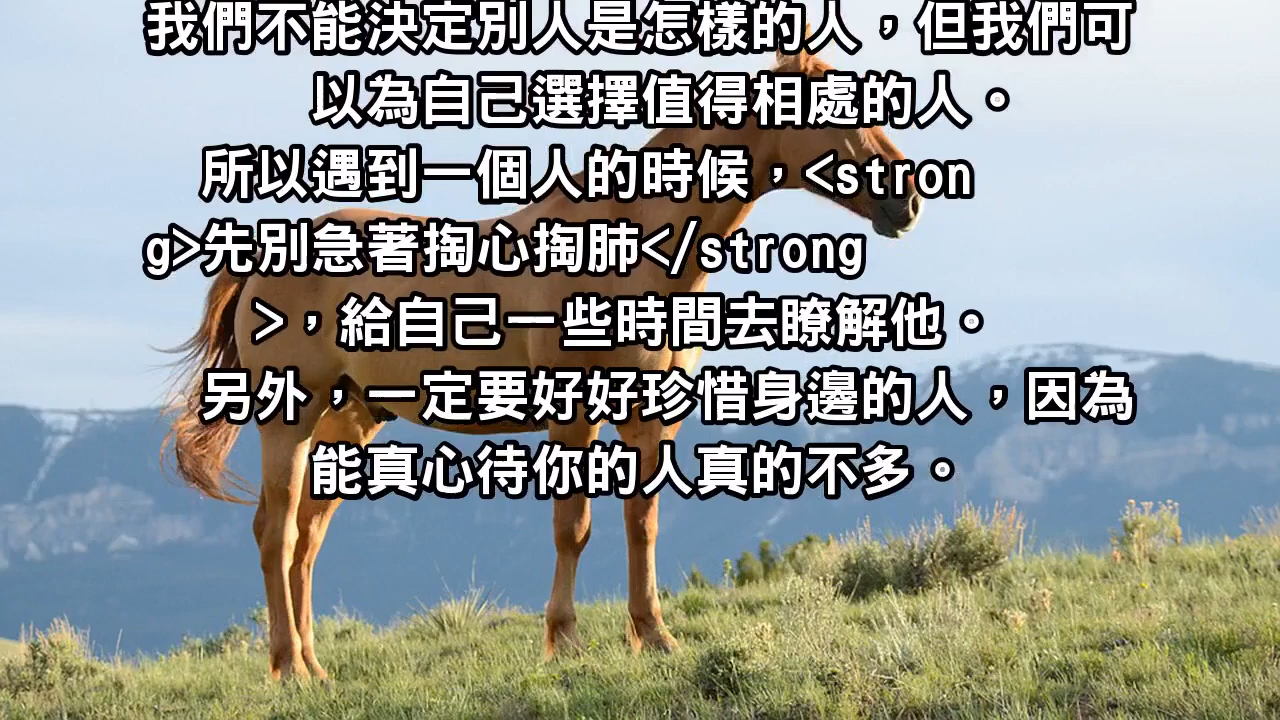 我們不能決定別人是怎樣的人，但我們可
以為自己選擇值得相處的人。
所以遇到一個人的時候，<stron
g>先別急著掏心掏肺</strong
>，給自己一些時間去瞭解他。
另外，一定要好好珍惜身邊的人，因為
能真心待你的人真的不多。